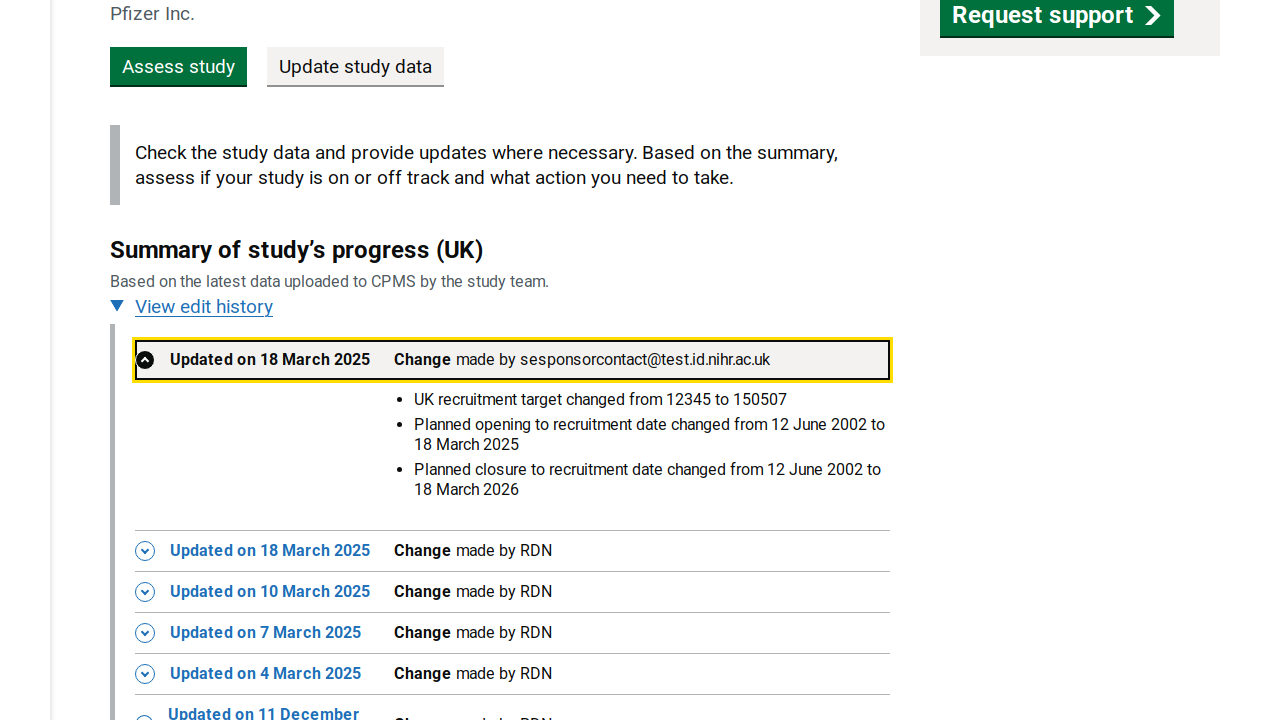 Pfizer Inc.
Request support
Assess study
Update study data
Check the study data and provide updates where necessary. Based on the summary,
assess if your study is on or off track and what action you need to take.
Summary of study’s progress (UK)
Based on the latest data uploaded to CPMS by the study team.
View edit history
Updated on 18 March 2025 Change made by sesponsorcontact@test.id.nihr.ac.uk
• UK recruitment target changed from 12345 to 150507
• Planned opening to recruitment date changed from 12 June 2002 to
18 March 2025
• Planned closure to recruitment date changed from 12 June 2002 to
18 March 2026
Updated on 18 March 2025 Change made by RDN
Updated on 10 March 2025 Change made by RDN
Updated on 7 March 2025 Change made by RDN
Updated on 4 March 2025 Change made by RDN
Updated on 11 December
Change made by RDN